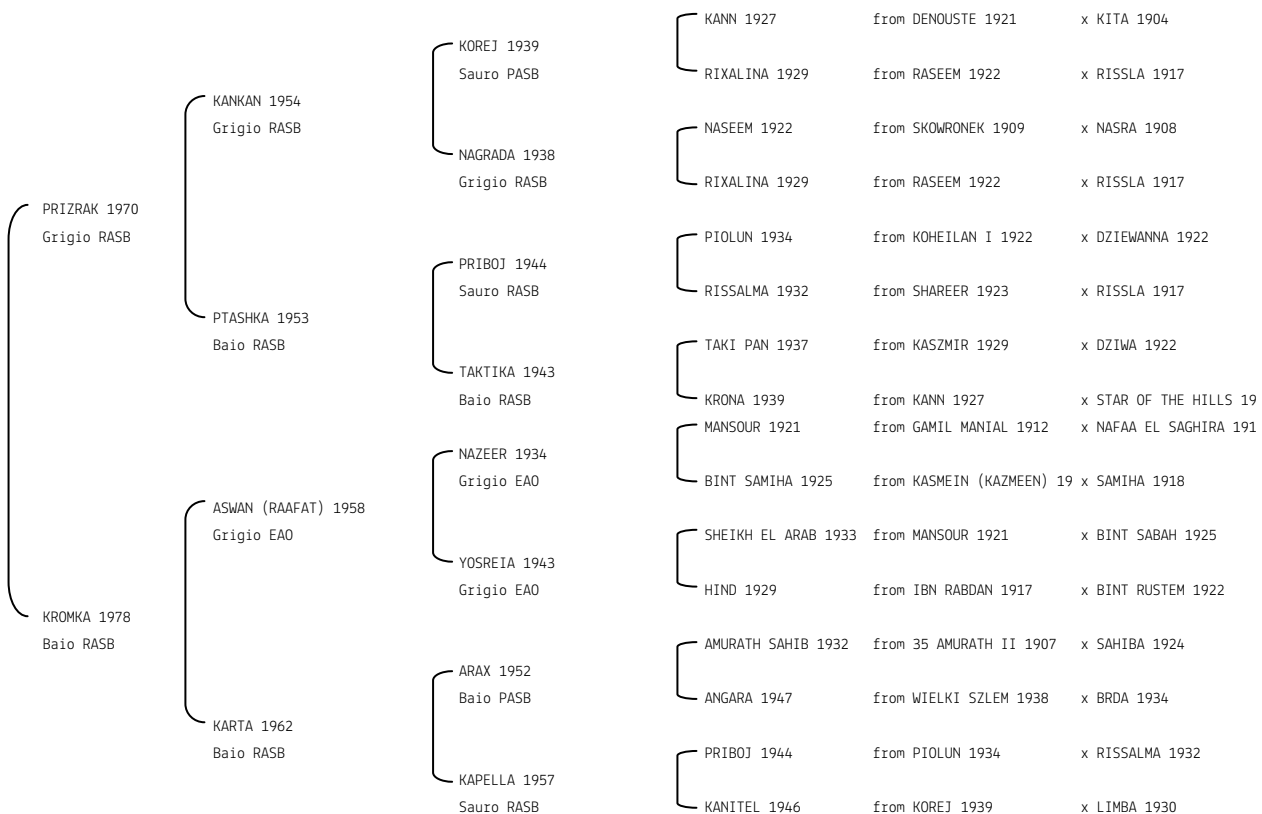 KANN 1927 from DENOUSTE 1921 x KITA 1904
KOREJ 1939
Sauro PASB
RIXALINA 1929 from RASEEM 1922 x RISSLA 1917
KANKAN 1954
Grigio RASB
NASEEM 1922 from SKOWRONEK 1909 x NASRA 1908
NAGRADA 1938
Grigio RASB
RIXALINA 1929 from RASEEM 1922 x RISSLA 1917
PRIZRAK 1970
Grigio RASB
PIOLUN 1934 from KOHEILAN I 1922 x DZIEWANNA 1922
PRIBOJ 1944
Sauro RASB
RISSALMA 1932 from SHAREER 1923 x RISSLA 1917
PTASHKA 1953
Baio RASB
TAKI PAN 1937 from KASZMIR 1929 x DZIWA 1922
TAKTIKA 1943
Baio RASB
KRONA 1939 from KANN 1927 x STAR OF THE HILLS 19
MANSOUR 1921 from GAMIL MANIAL 1912 x NAFAA EL SAGHIRA 191
NAZEER 1934
Grigio EAO
BINT SAMIHA 1925 from KASMEIN (KAZMEEN) 19 x SAMIHA 1918
ASWAN (RAAFAT) 1958
Grigio EAO
SHEIKH EL ARAB 1933 from MANSOUR 1921 x BINT SABAH 1925
YOSREIA 1943
Grigio EAO
HIND 1929 from IBN RABDAN 1917 x BINT RUSTEM 1922
KROMKA 1978
Baio RASB
AMURATH SAHIB 1932 from 35 AMURATH II 1907 x SAHIBA 1924
ARAX 1952
Baio PASB
ANGARA 1947 from WIELKI SZLEM 1938 x BRDA 1934
KARTA 1962
Baio RASB
PRIBOJ 1944 from PIOLUN 1934 x RISSALMA 1932
KAPELLA 1957
Sauro RASB
KANITEL 1946 from KOREJ 1939 x LIMBA 1930